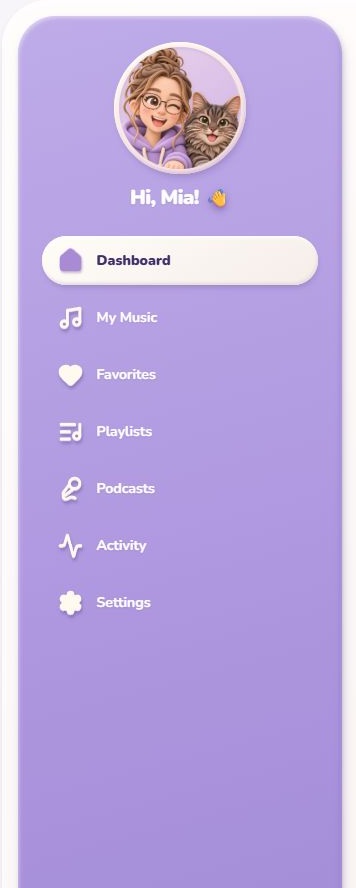 Hi, Mia! 👋
Dashboard
My Music
Favorites
Playlists
Podcasts
Activity
Settings